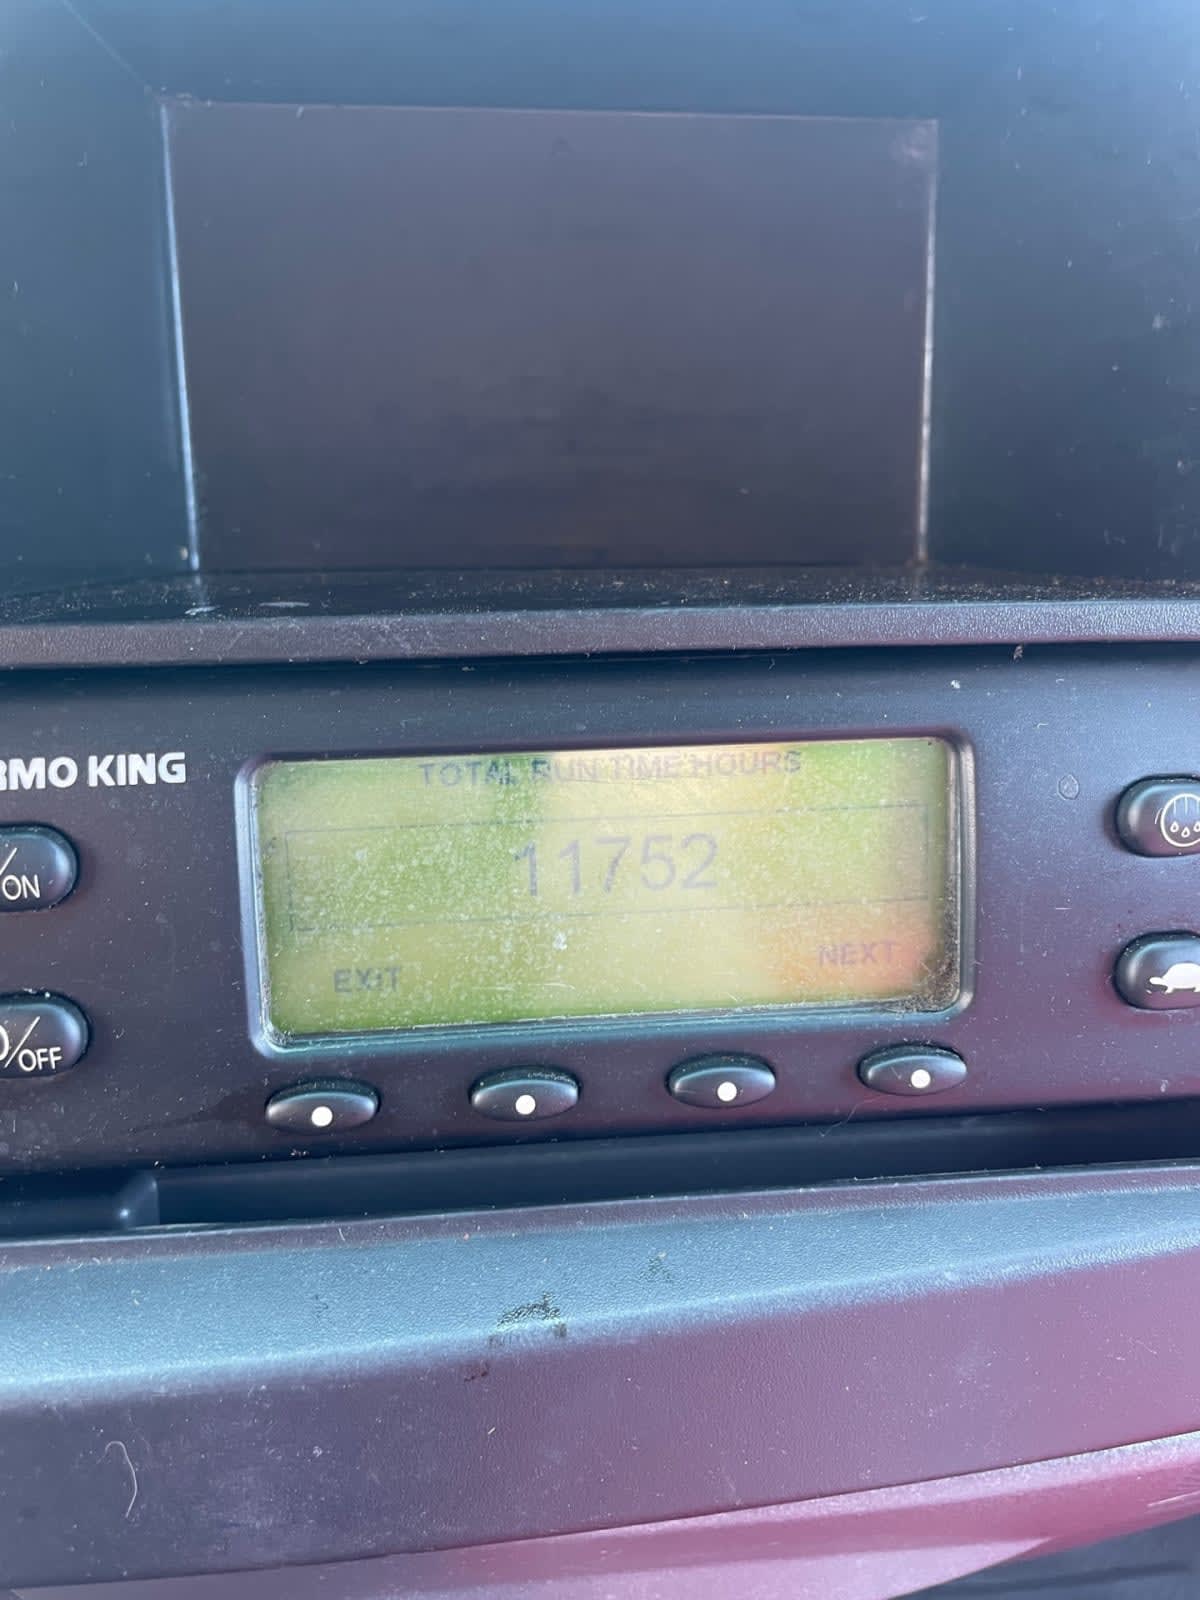 RMO KING
TOTAL RUN TIME HOURS
11752
/ON
EXIT
NEXT
/OFF